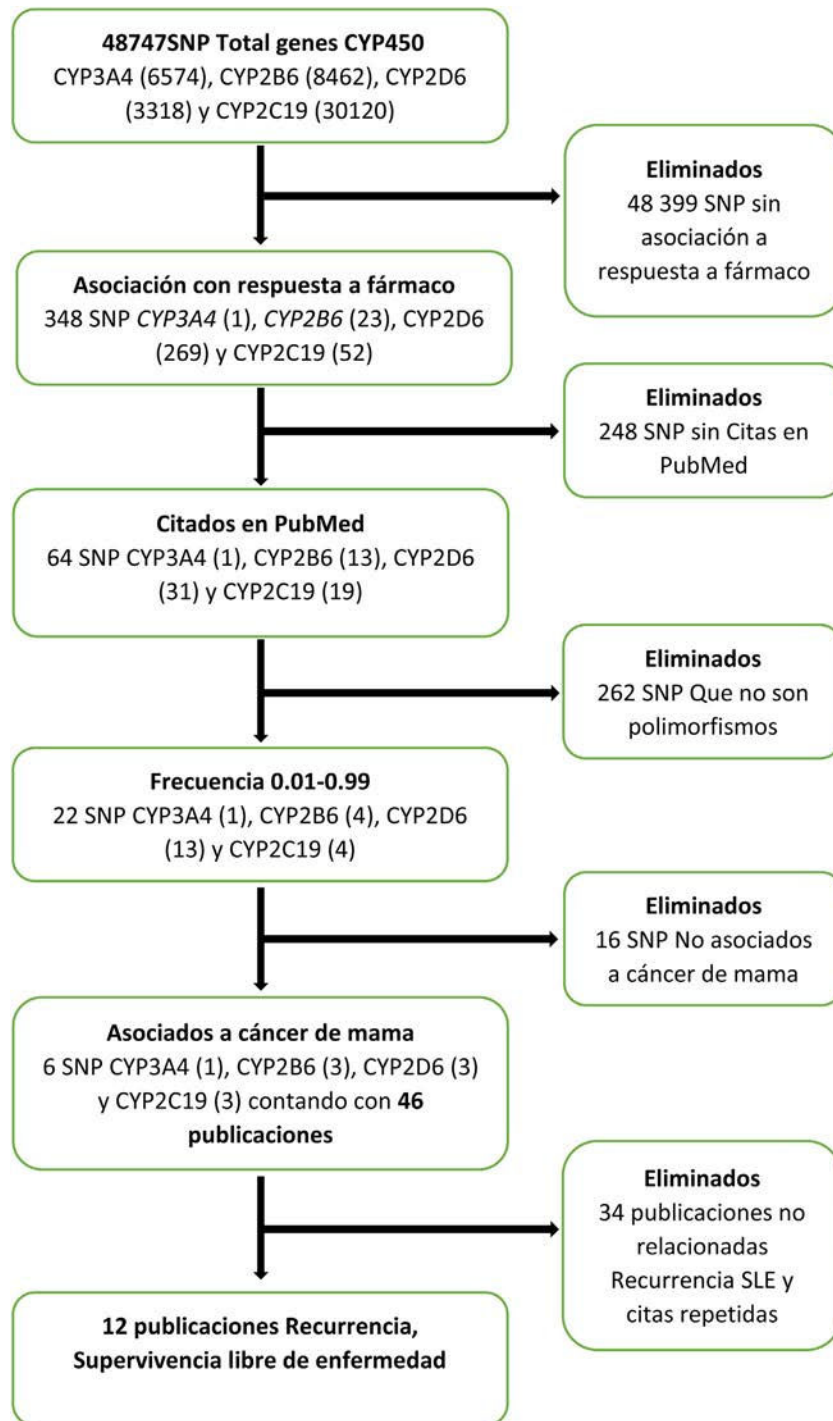 48747SNP Total genes CYP450
CYP3A4 (6574), CYP2B6 (8462), CYP2D6
(3318) y CYP2C19 (30120)
Eliminados
48 399 SNP sin
asociación a
respuesta a fármaco
Asociación con respuesta a fármaco
348 SNP CYP3A4 (1), CYP2B6 (23), CYP2D6
(269) y CYP2C19 (52)
Eliminados
248 SNP sin Citas en
PubMed
Citados en PubMed
64 SNP CYP3A4 (1), CYP2B6 (13), CYP2D6
(31) y CYP2C19 (19)
Eliminados
262 SNP Que no son
polimorfismos
Frecuencia 0.01-0.99
22 SNP CYP3A4 (1), CYP2B6 (4), CYP2D6
(13) y CYP2C19 (4)
Eliminados
16 SNP No asociados
a cáncer de mama
Asociados a cáncer de mama
6 SNP CYP3A4 (1), CYP2B6 (3), CYP2D6 (3)
y CYP2C19 (3) contando con 46
publicaciones
Eliminados
34 publicaciones no
relacionadas
Recurrencia SLE y
citas repetidas
12 publicaciones Recurrencia,
Supervivencia libre de enfermedad